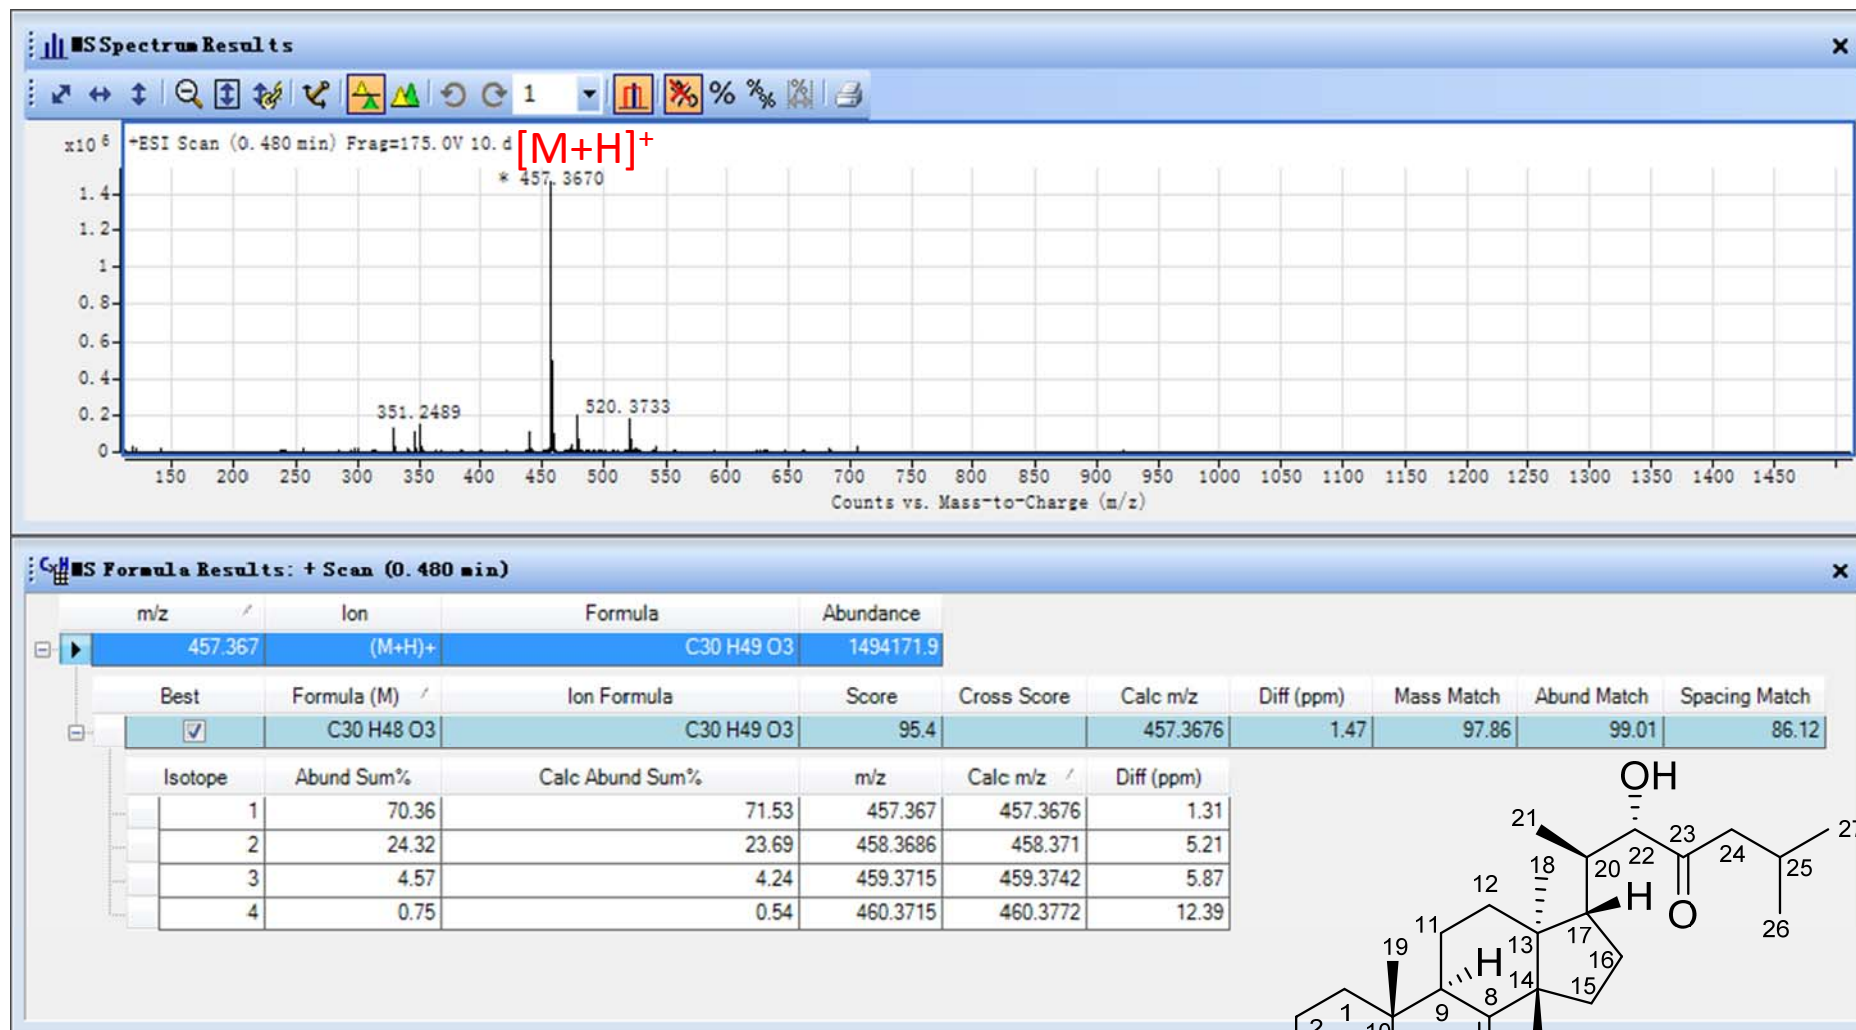 MS Spectrum Results
1
x10 6
+ESI Scan (0.480 min) Frag=175.0V 10.d
[M+H]+
* 457.3670
1.4
1.2
1
0.8
0.6
0.4
0.2
0
351.2489
520.3733
150 200 250 300 350 400 450 500 550 600 650 700 750 800 850 900 950 1000 1050 1100 1150 1200 1250 1300 1350 1400 1450
Counts vs. Mass-to-Charge (m/z)
MS Formula Results: + Scan (0.480 min)
m/z Ion Formula Abundance
457.367 (M+H)+ C30 H49 O3 1494171.9
Best Formula (M) Ion Formula Score Cross Score Calc m/z Diff (ppm) Mass Match Abund Match Spacing Match
C30 H48 O3 C30 H49 O3 95.4 457.3676 1.47 97.86 99.01 86.12
Isotope Abund Sum% Calc Abund Sum% m/z Calc m/z Diff (ppm)
1 70.36 71.53 457.367 457.3676 1.31
2 24.32 23.69 458.3686 458.371 5.21
3 4.57 4.24 459.3715 459.3742 5.87
4 0.75 0.54 460.3715 460.3772 12.39
OH
21 23 27
18 20 22 24 25
12 H O
11 13 17 26
19 H 14 16
15
1 9 8
2 10